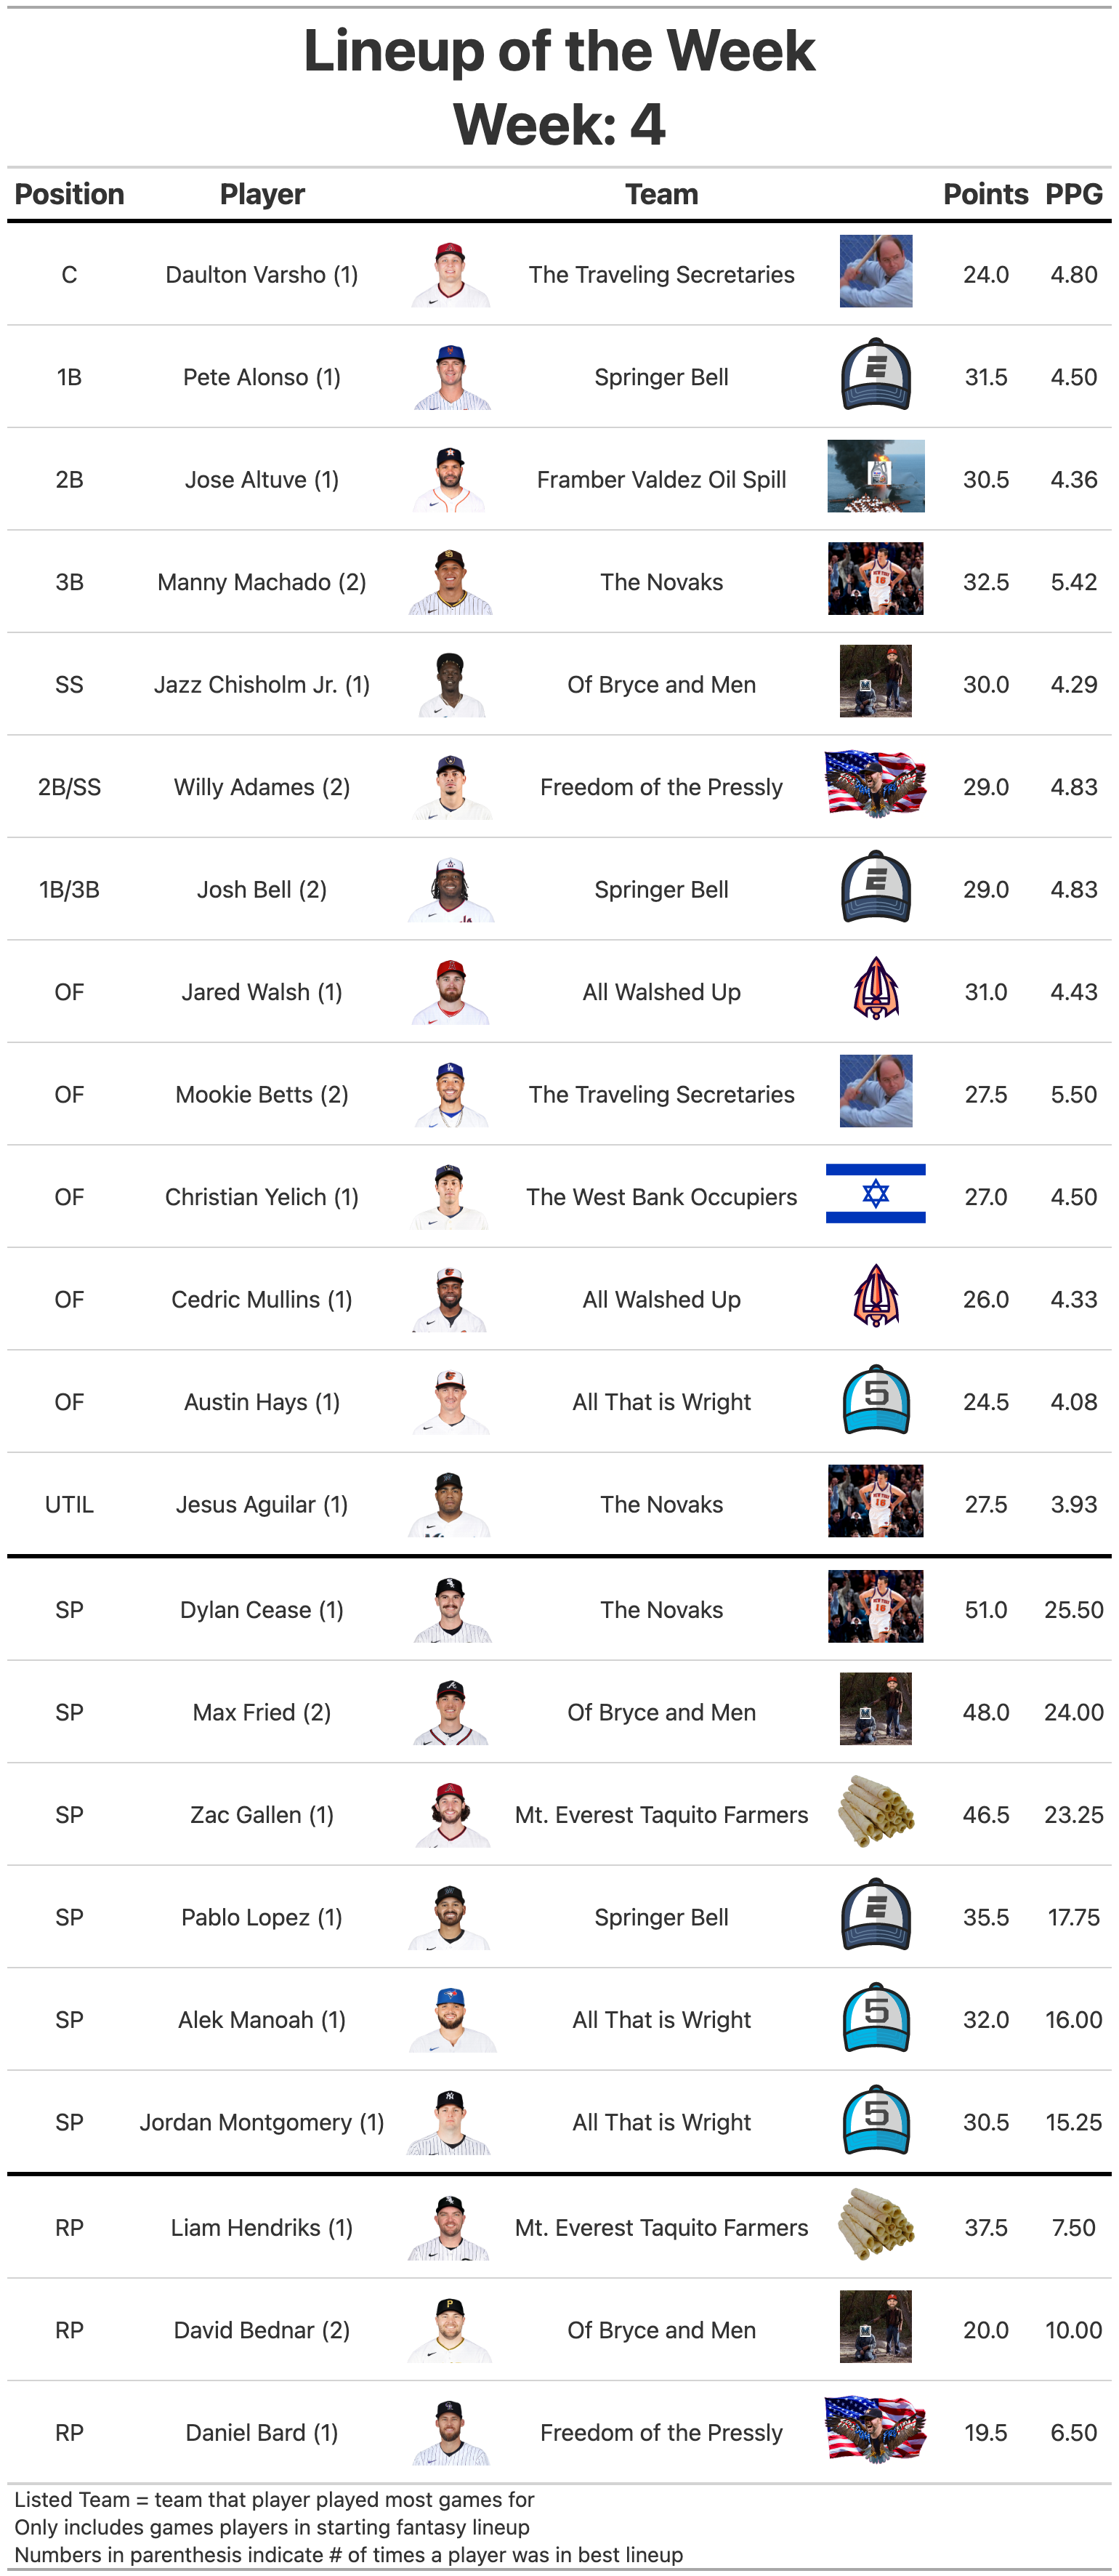 Lineup of the Week
Week: 4
Position Player Team Points PPG
C Daulton Varsho (1) The Traveling Secretaries 24.0 4.80
1B Pete Alonso (1) Springer Bell 31.5 4.50
2B Jose Altuve (1) Framber Valdez Oil Spill 30.5 4.36
3B Manny Machado (2) The Novaks 32.5 5.42
SS Jazz Chisholm Jr. (1) Of Bryce and Men 30.0 4.29
2B/SS Willy Adames (2) Freedom of the Pressly 29.0 4.83
1B/3B Josh Bell (2) Springer Bell 29.0 4.83
OF Jared Walsh (1) All Walshed Up 31.0 4.43
OF Mookie Betts (2) The Traveling Secretaries 27.5 5.50
OF Christian Yelich (1) The West Bank Occupiers 27.0 4.50
OF Cedric Mullins (1) All Walshed Up 26.0 4.33
OF Austin Hays (1) All That is Wright 5 24.5 4.08
UTIL Jesus Aguilar (1) The Novaks 27.5 3.93
SP Dylan Cease (1) The Novaks 51.0 25.50
SP Max Fried (2) Of Bryce and Men 48.0 24.00
SP Zac Gallen (1) Mt. Everest Taquito Farmers 46.5 23.25
SP Pablo Lopez (1) Springer Bell 35.5 17.75
SP Alek Manoah (1) All That is Wright 5 32.0 16.00
SP Jordan Montgomery (1) All That is Wright 5 30.5 15.25
RP Liam Hendriks (1) Mt. Everest Taquito Farmers 37.5 7.50
RP David Bednar (2) Of Bryce and Men 20.0 10.00
RP Daniel Bard (1) Freedom of the Pressly 19.5 6.50
Listed Team = team that player played most games for
Only includes games players in starting fantasy lineup
Numbers in parenthesis indicate # of times a player was in best lineup